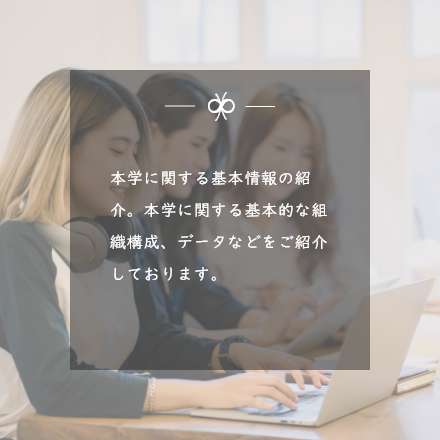 本学に関する基本情報の紹
介。本学に関する基本的な組
織構成、データなどをご紹介
しております。